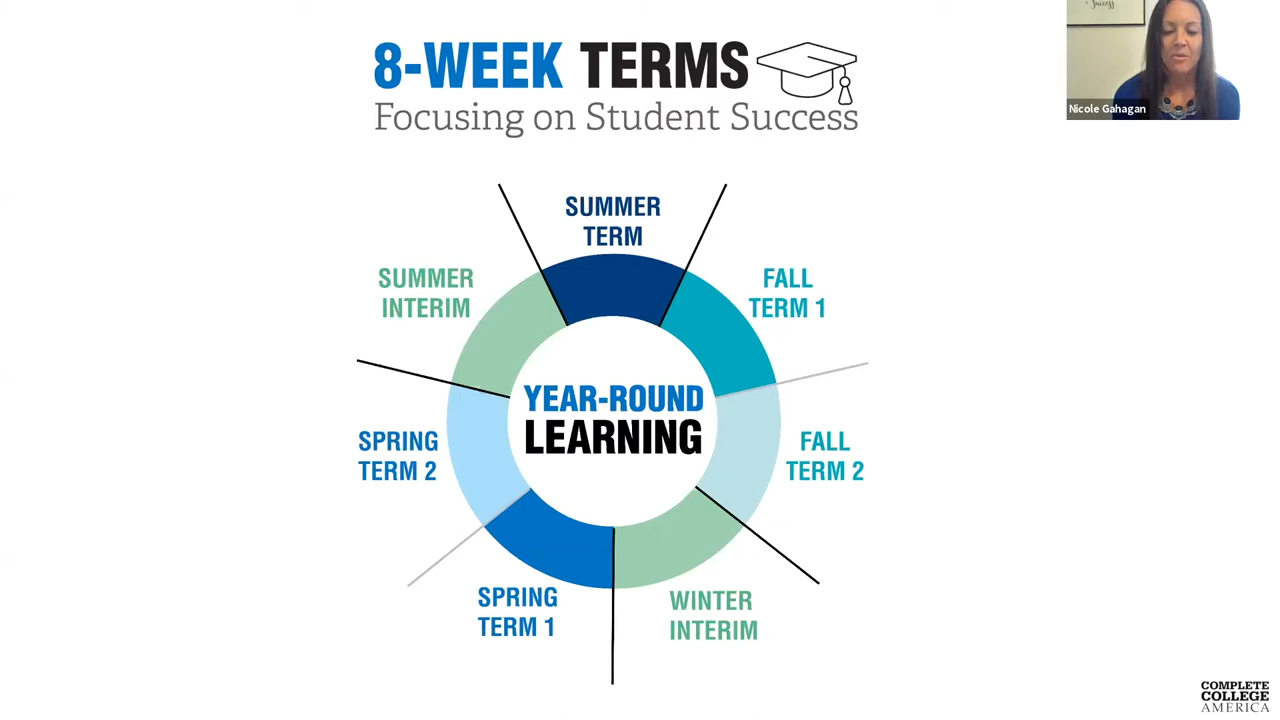 8-WEEK TERMS
Focusing on Student Success
Success
Nicole Gahagan
SUMMER
TERM
FALL
TERM 1
FALL
TERM 2
WINTER
INTERIM
SPRING
TERM 1
SPRING
TERM 2
SUMMER
INTERIM
YEAR-ROUND
LEARNING
COMPLETE
COLLEGE
AMERICA